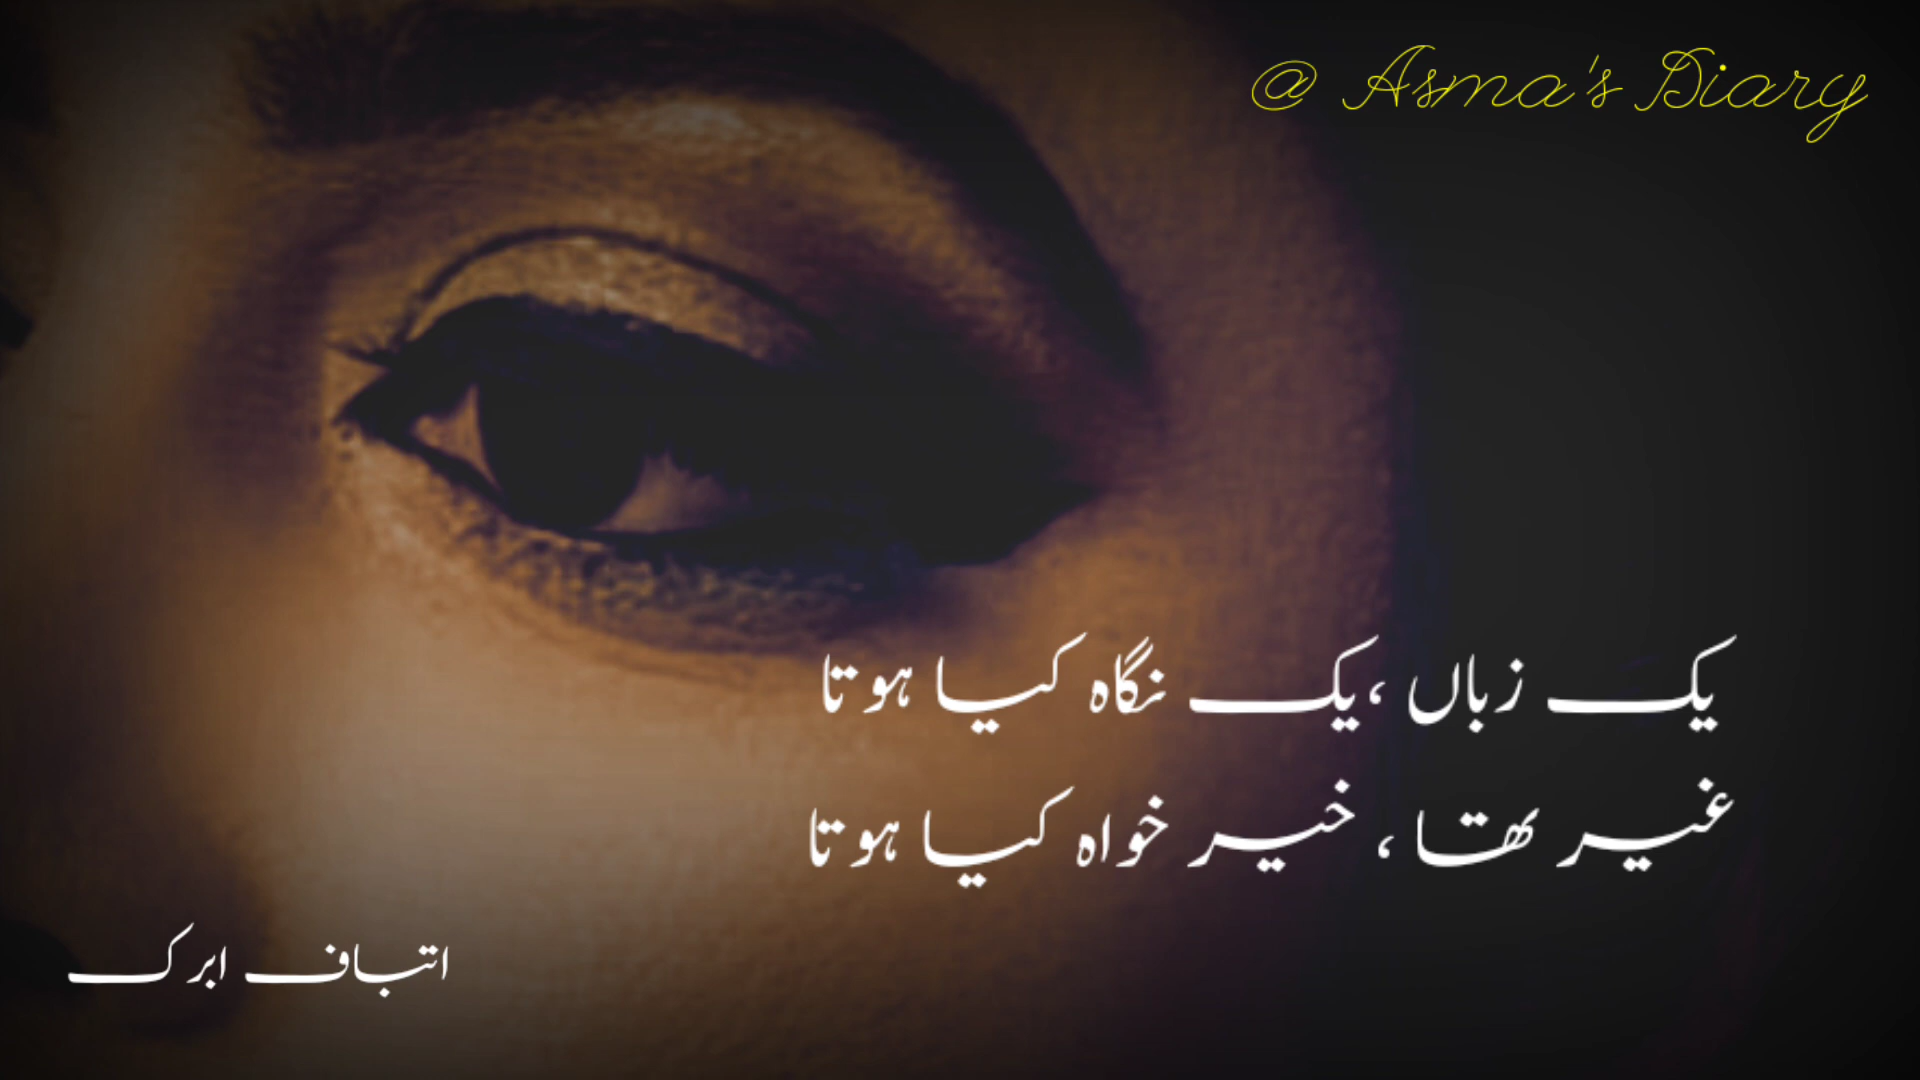 @ Asma's Diary
یک زباں ،یک نگاہ کیا ہوتا
غیر تھا ، خیر خواہ کیا ہوتا
اتباف ابرک